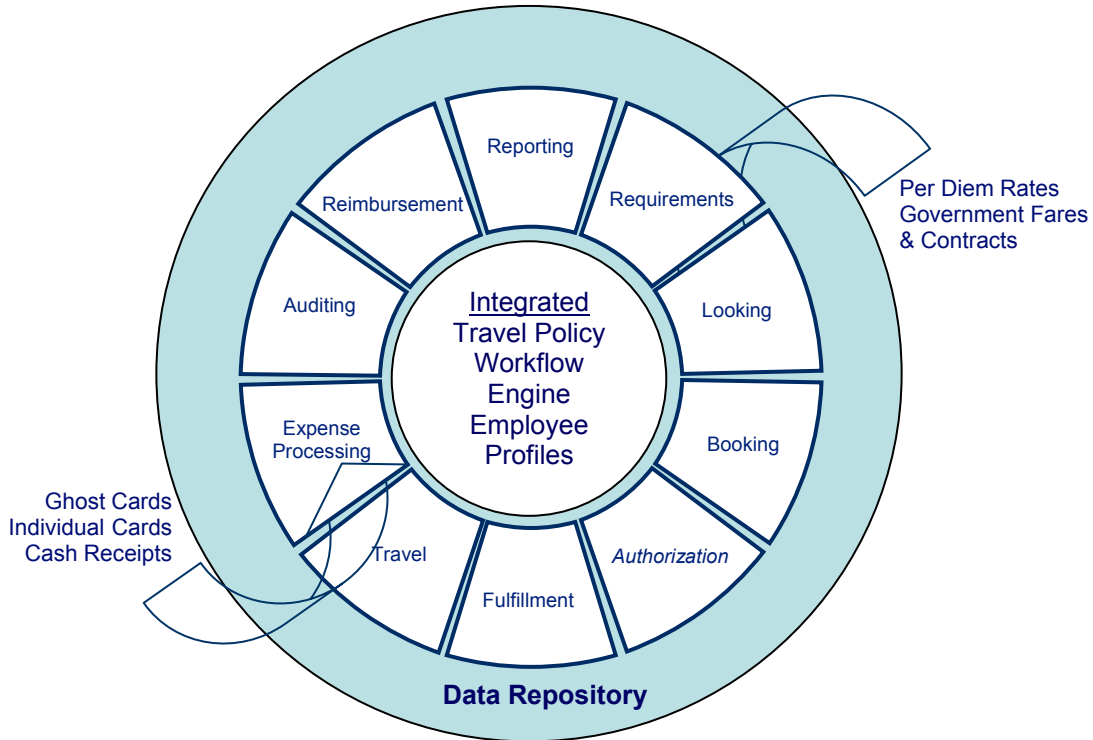 Reporting
Requirements
Looking
Booking
Authorization
Fulfillment
Travel
Expense
Processing
Auditing
Reimbursement
Integrated
Travel Policy
Workflow
Engine
Employee
Profiles
Per Diem Rates
Government Fares
& Contracts
Ghost Cards
Individual Cards
Cash Receipts
Data Repository